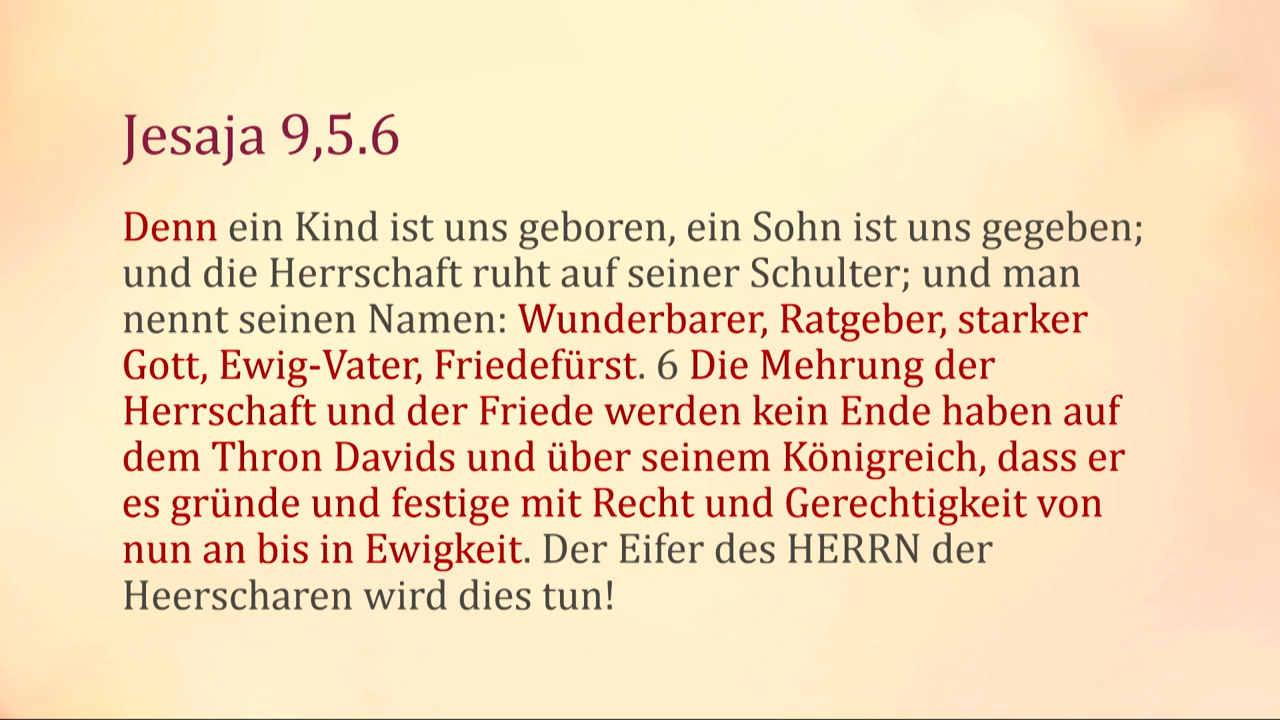 Jesaja 9,5.6
Denn ein Kind ist uns geboren, ein Sohn ist uns gegeben;
und die Herrschaft ruht auf seiner Schulter; und man
nennt seinen Namen: Wunderbarer, Ratgeber, starker
Gott, Ewig-Vater, Friedefürst. 6 Die Mehrung der
Herrschaft und der Friede werden kein Ende haben auf
dem Thron Davids und über seinem Königreich, dass er
es gründe und festige mit Recht und Gerechtigkeit von
nun an bis in Ewigkeit. Der Eifer des HERRN der
Heerscharen wird dies tun!